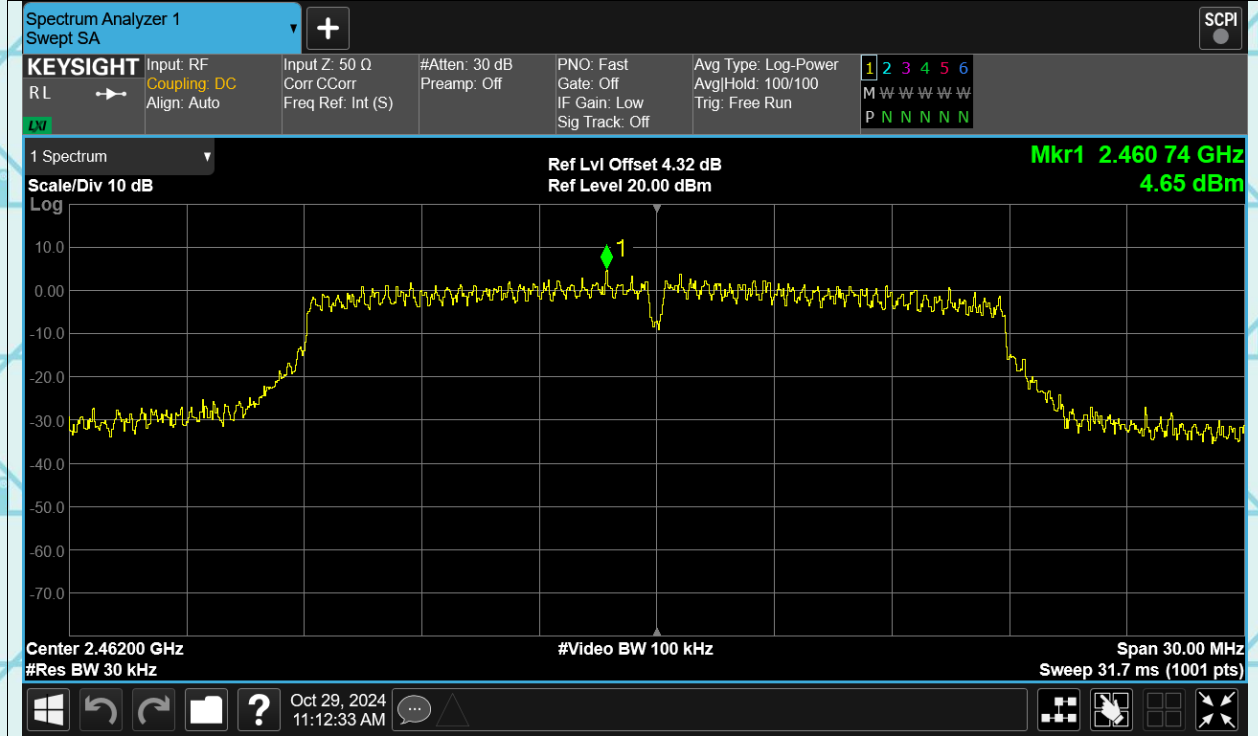 Spectrum Analyzer 1
Swept SA
▼
+
SCPI
KEYSIGHT
RL
LXI
Input: RF
Coupling: DC
Align: Auto
Input Z: 50 Ω
Corr CCorr
Freq Ref: Int (S)
#Atten: 30 dB
Preamp: Off
PNO: Fast
Gate: Off
IF Gain: Low
Sig Track: Off
Avg Type: Log-Power
Avg|Hold: 100/100
Trig: Free Run
1 2 3 4 5 6
M W W W W W
P N N N N N
1 Spectrum ▼
Scale/Div 10 dB
Ref Lvl Offset 4.32 dB
Ref Level 20.00 dBm
Mkr1 2.460 74 GHz
4.65 dBm
Log
1
10.0
0.00
-10.0
-20.0
-30.0
-40.0
-50.0
-60.0
-70.0
Center 2.46200 GHz
#Video BW 100 kHz
Span 30.00 MHz
#Res BW 30 kHz
Sweep 31.7 ms (1001 pts)
?
Oct 29, 2024
11:12:33 AM